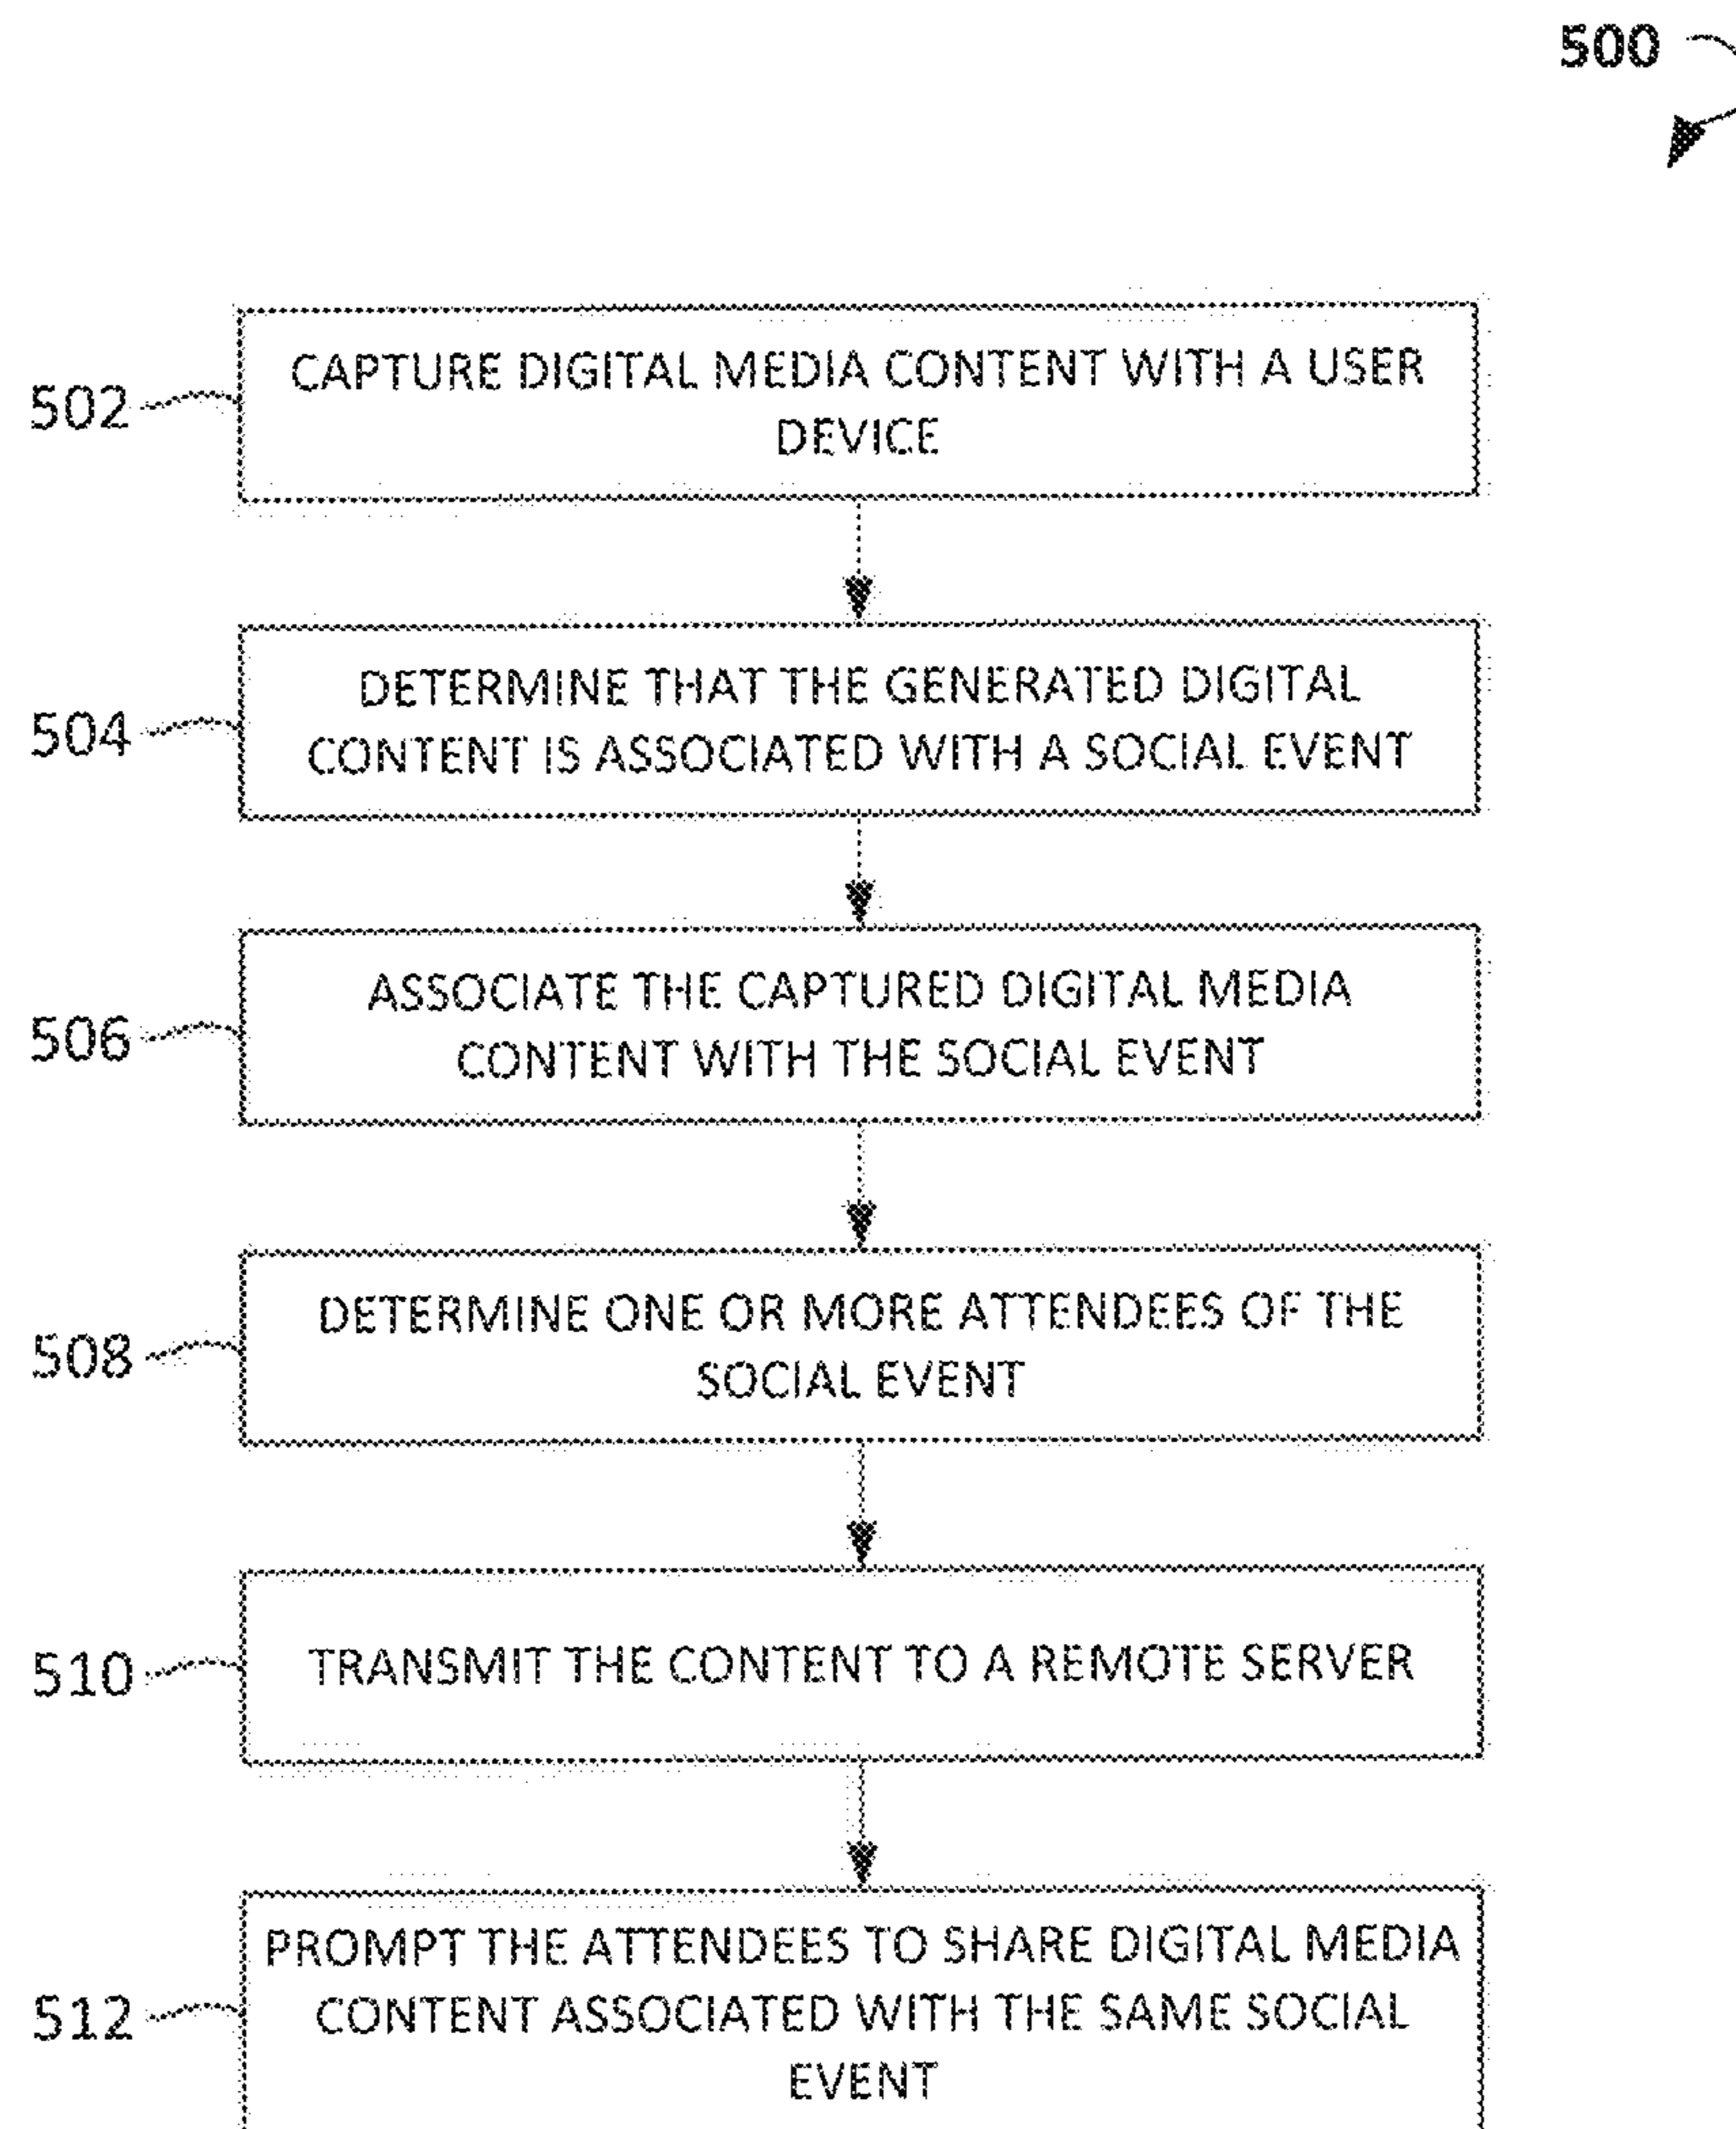 500
502
CAPTURE DIGITAL MEDIA CONTENT WITH A USER
DEVICE
504
DETERMINE THAT THE GENERATED DIGITAL
CONTENT IS ASSOCIATED WITH A SOCIAL EVENT
506
ASSOCIATE THE CAPTURED DIGITAL MEDIA
CONTENT WITH THE SOCIAL EVENT
508
DETERMINE ONE OR MORE ATTENDEES OF THE
SOCIAL EVENT
510
TRANSMIT THE CONTENT TO A REMOTE SERVER
512
PROMPT THE ATTENDEES TO SHARE DIGITAL MEDIA
CONTENT ASSOCIATED WITH THE SAME SOCIAL
EVENT